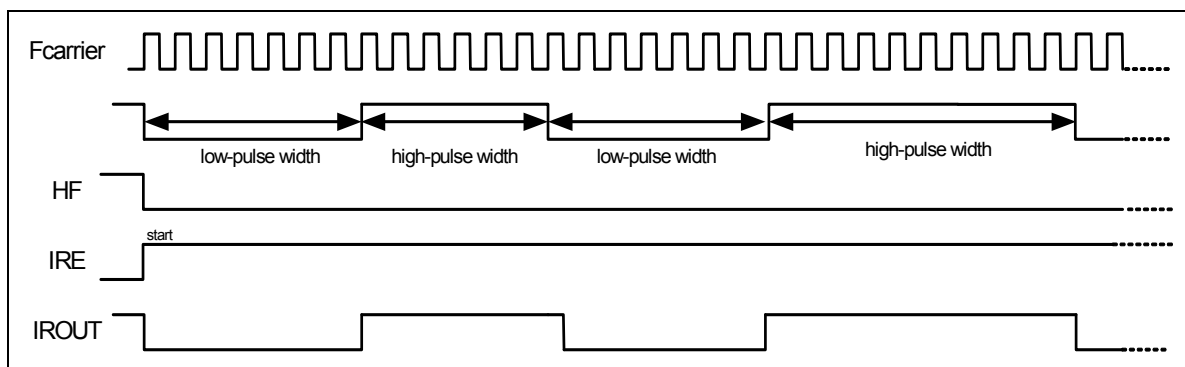 Fcarrier
low-pulse width
high-pulse width
low-pulse width
high-pulse width
HF
start
IRE
IROUT